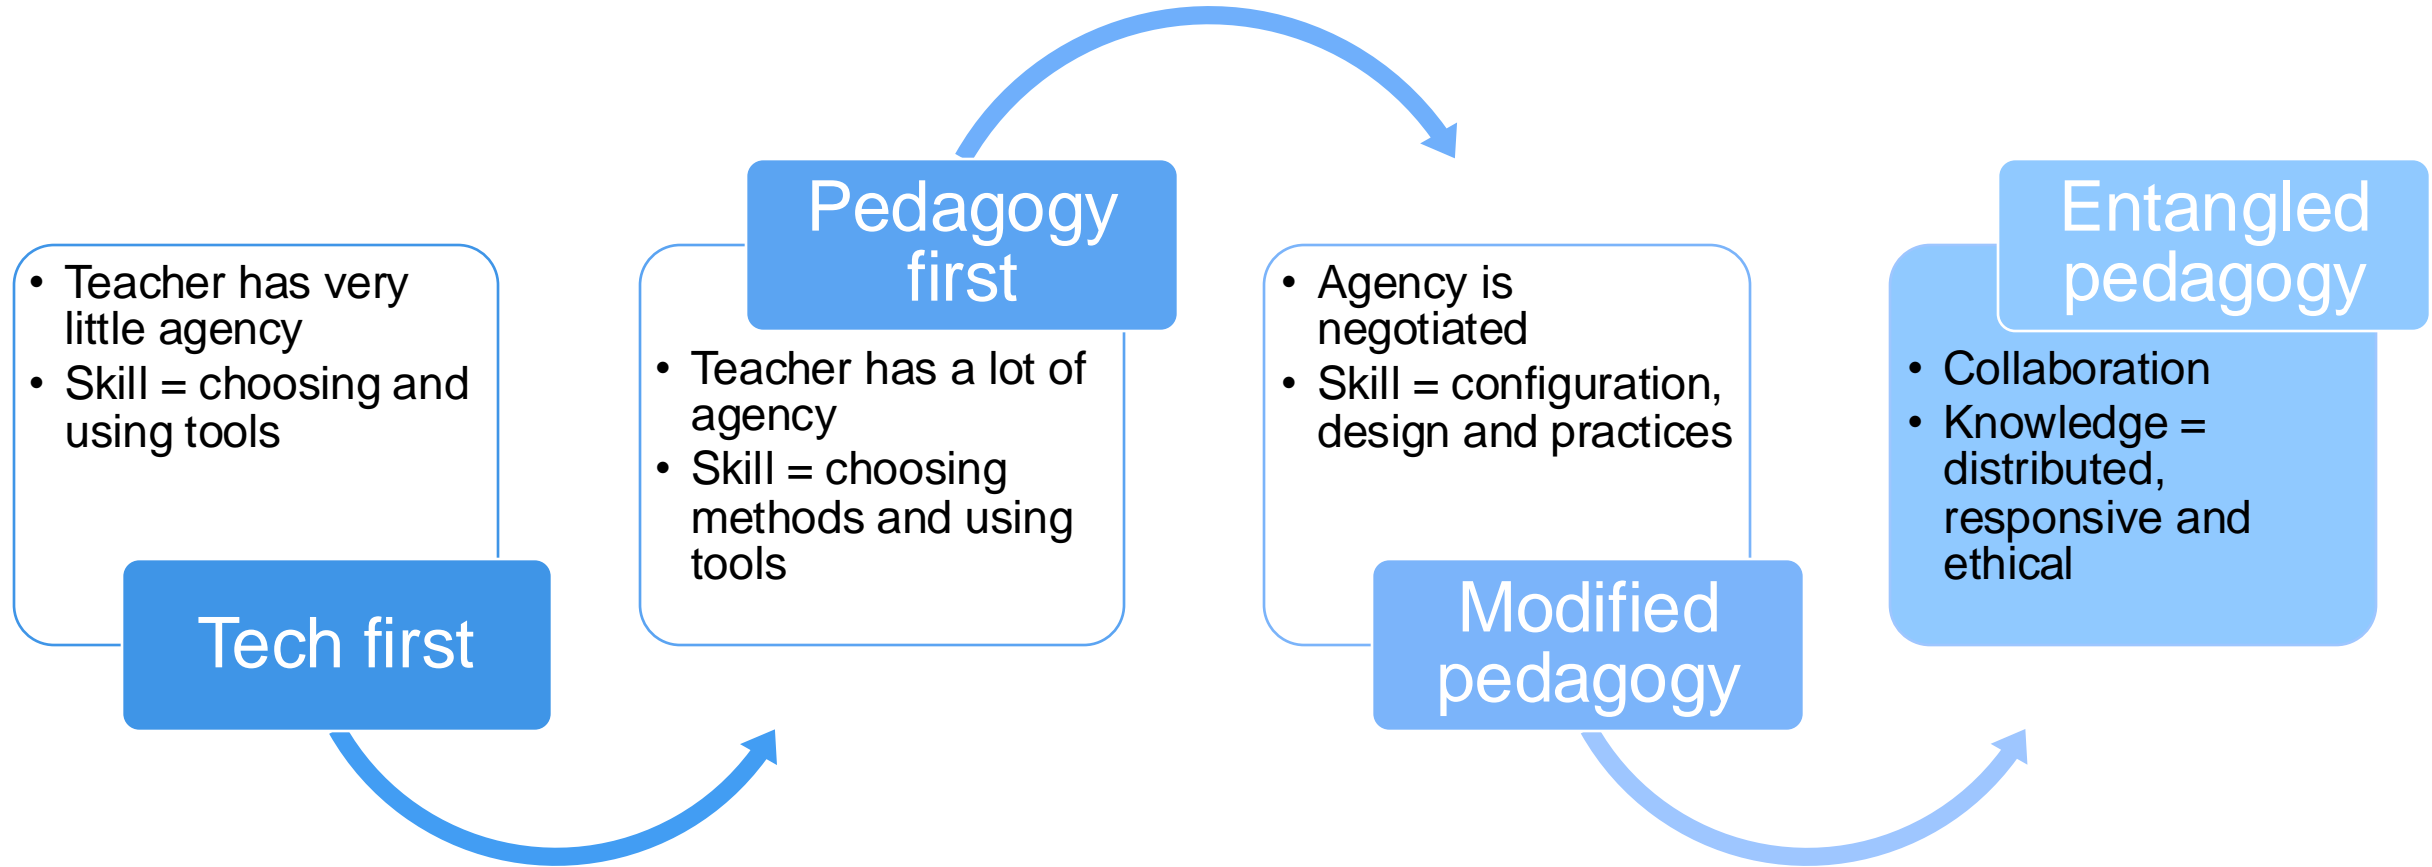 • Teacher has very
little agency
• Skill = choosing and
using tools
Tech first
Pedagogy
first
• Teacher has a lot of
agency
• Skill = choosing
methods and using
tools
• Agency is
negotiated
• Skill = configuration,
design and practices
Modified
pedagogy
Entangled
pedagogy
• Collaboration
• Knowledge =
distributed,
responsive and
ethical